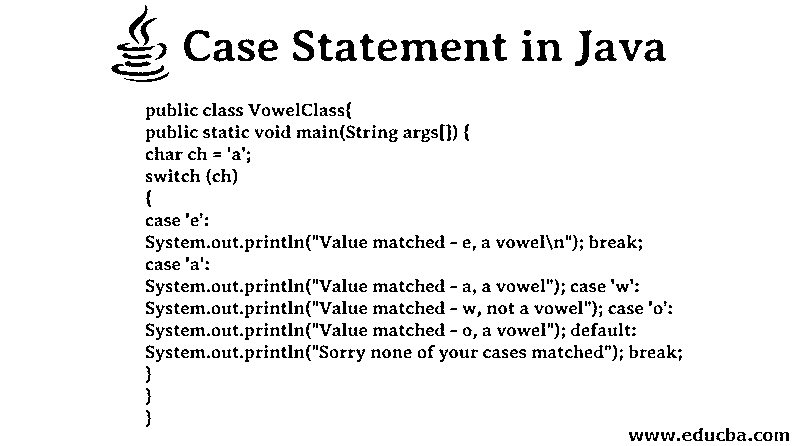 Case Statement in Java
public class VowelClass{
public static void main(String args[]) {
char ch = 'a';
switch (ch)
{
case 'e':
System.out.println("Value matched - e, a vowel\n"); break;
case 'a':
System.out.println("Value matched - a, a vowel"); case 'w':
System.out.println("Value matched - w, not a vowel"); case 'o':
System.out.println("Value matched - o, a vowel"); default:
System.out.println("Sorry none of your cases matched"); break;
}
}
}
www.educba.com